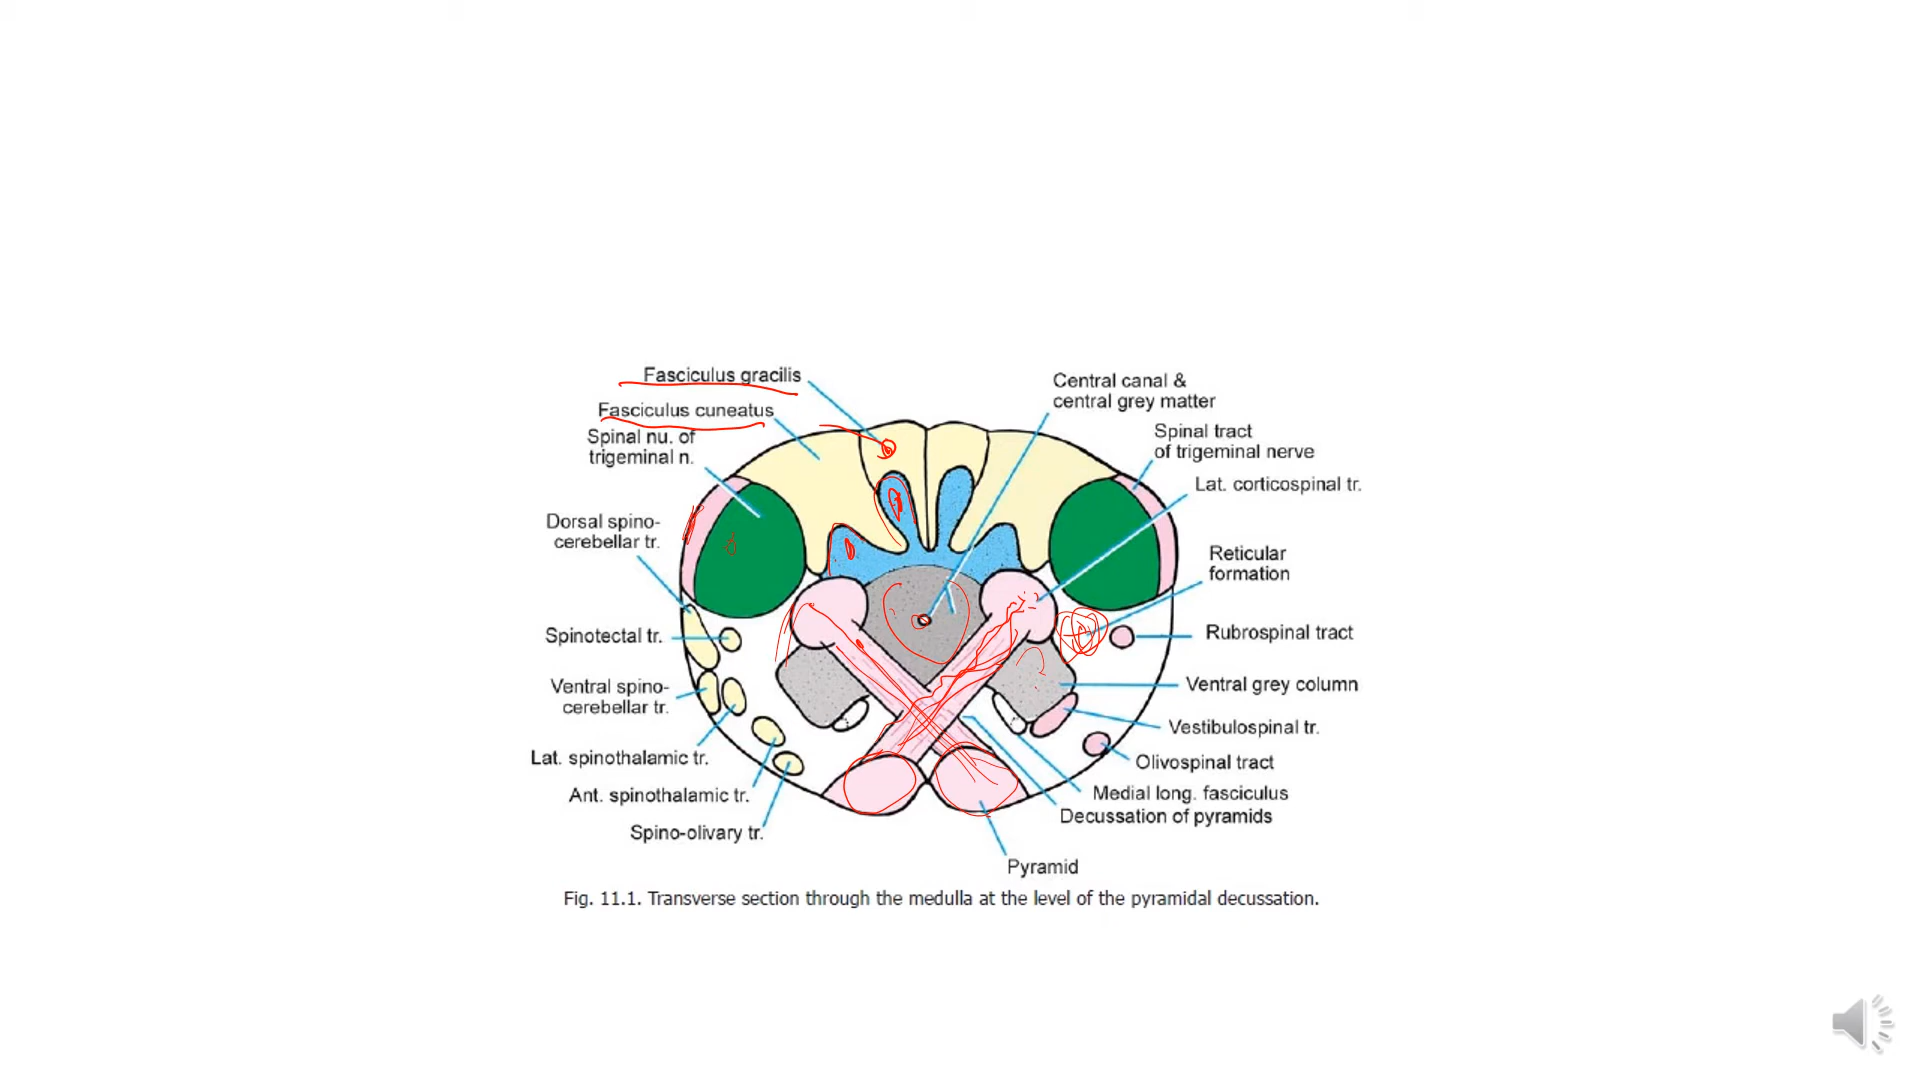 Fasciculus gracilis
Fasciculus cuneatus
Spinal nu. of
trigeminal n.
Dorsal spino-
cerebellar tr.
Spinotectal tr.
Ventral spino-
cerebellar tr.
Lat. spinothalamic tr.
Ant. spinothalamic tr.
Spino-olivary tr.
Central canal &
central grey matter
Spinal tract
of trigeminal nerve
Lat. corticospinal tr.
Reticular
formation
Rubrospinal tract
Ventral grey column
Vestibulospinal tr.
Olivospinal tract
Medial long. fasciculus
Decussation of pyramids
Pyramid
Fig. 11.1. Transverse section through the medulla at the level of the pyramidal decussation.